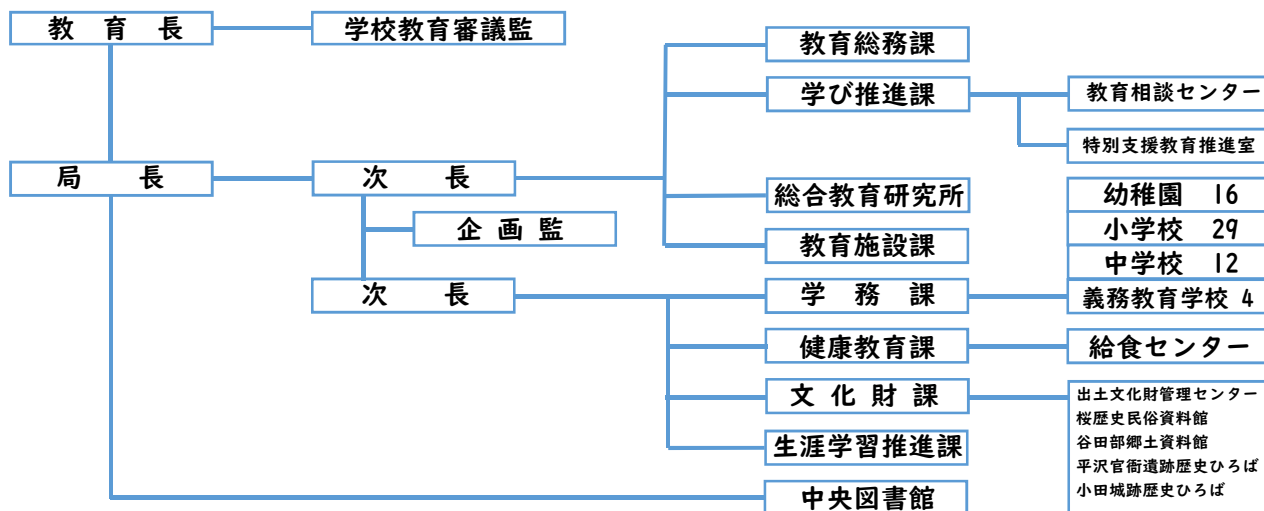 教育長
学校教育審議監
教育総務課
学び推進課
教育相談センター
特別支援教育推進室
局長
次長
総合教育研究所
幼稚園 16
企画監
小学校 29
教育施設課
中学校 12
次長
学務課
義務教育学校 4
健康教育課
給食センター
文化財課
出土文化財管理センター
桜歴史民俗資料館
谷田部郷土資料館
平沢官衙遺跡歴史ひろば
小田城跡歴史ひろば
生涯学習推進課
中央図書館